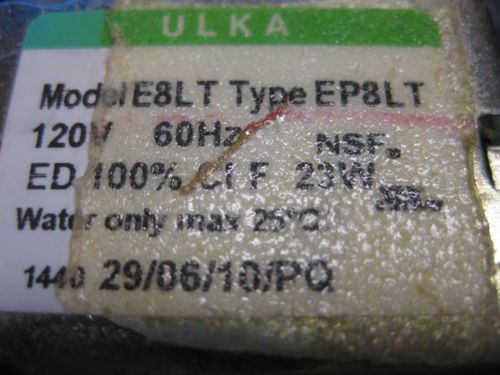 ULKA
Model E8LT Type EP8LT
120V 60Hz NSF.
ED 100% Cl F 23W
Water only max 25°C.
1440 29/06/10/PQ